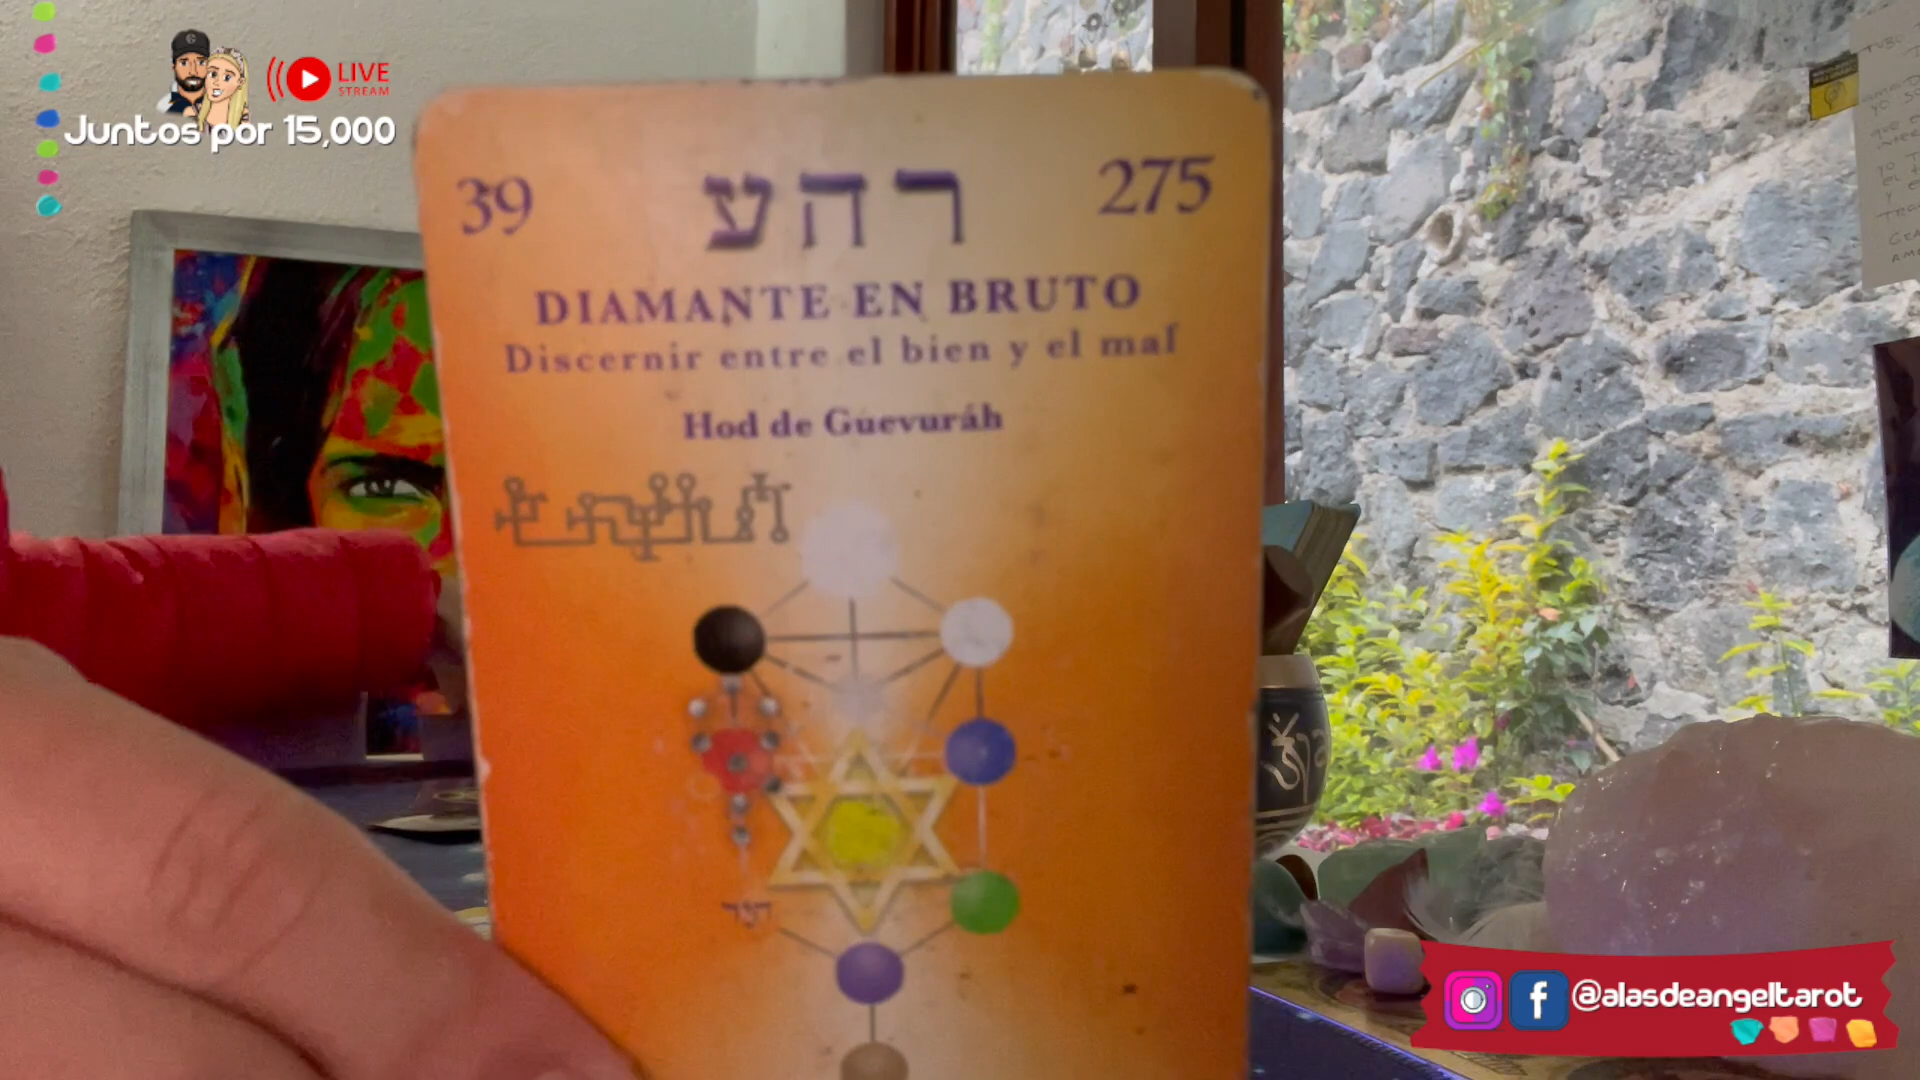 LIVE
STREAM
Juntos por 15,000
39
רהע
275
DIAMANTE EN BRUTO
Discernir entre el bien y el mal
Hod de Guevuráh
@alasdeangeltarot